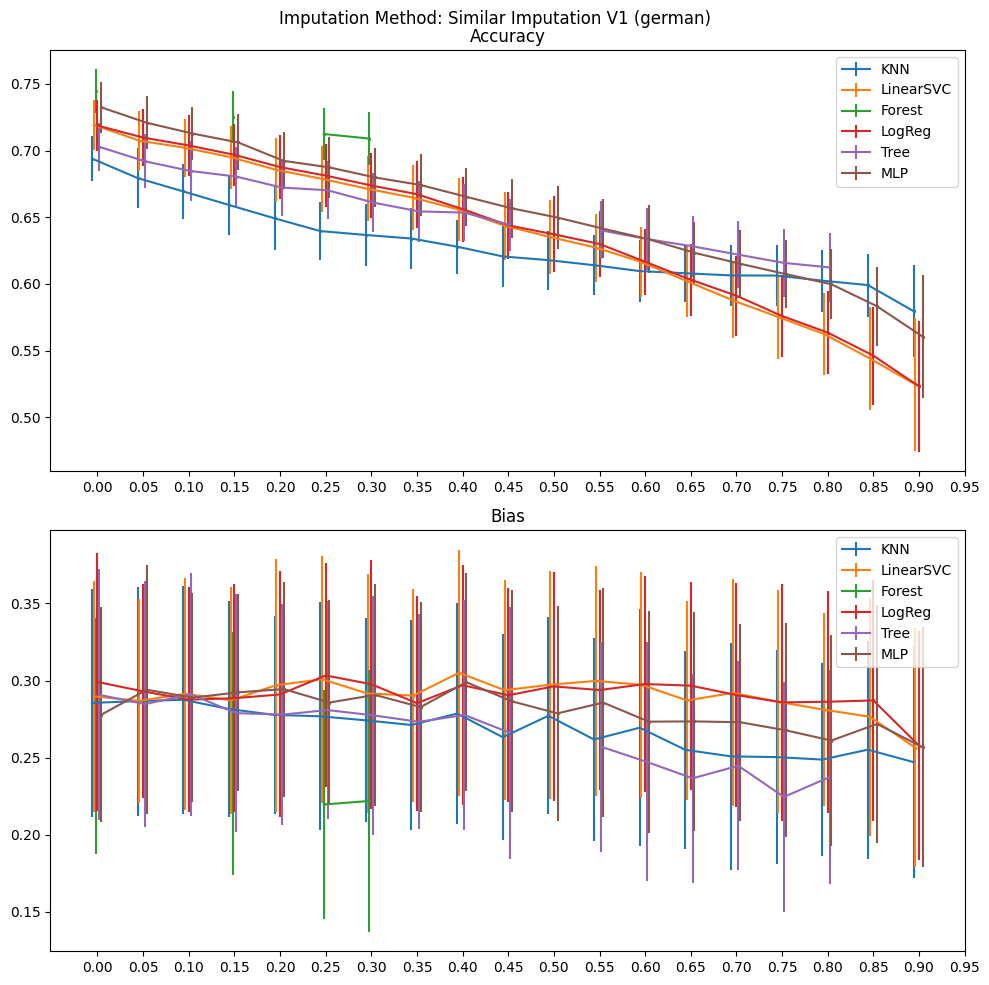 Imputation Method: Similar Imputation V1 (german)
Accuracy
0.75
0.70
0.65
0.60
0.55
0.50
KNN
LinearSVC
Forest
LogReg
Tree
MLP
0.00 0.05 0.10 0.15 0.20 0.25 0.30 0.35 0.40 0.45 0.50 0.55 0.60 0.65 0.70 0.75 0.80 0.85 0.90 0.95
Bias
0.35
0.30
0.25
0.20
0.15
KNN
LinearSVC
Forest
LogReg
Tree
MLP
0.00 0.05 0.10 0.15 0.20 0.25 0.30 0.35 0.40 0.45 0.50 0.55 0.60 0.65 0.70 0.75 0.80 0.85 0.90 0.95